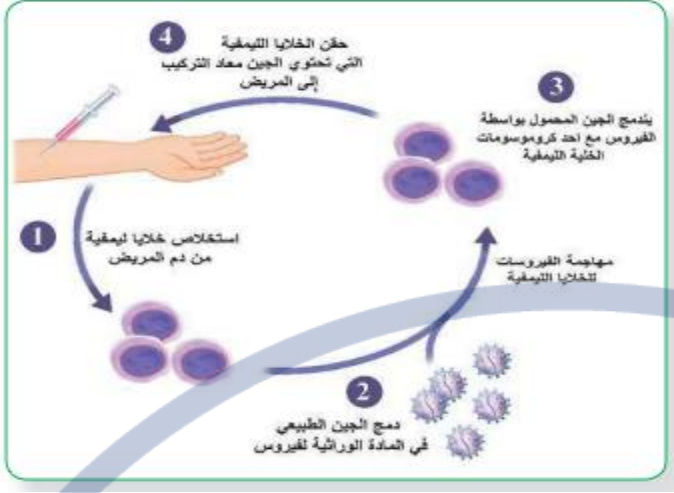 4
حقن الخلايا الليمفية
التي تحتوي الجين معاد التركيب
إلى المريض
3
يندمج الجين المحمول بواسطة
الفيروس مع احد كروموسومات
الخلية الليمفية
1
استخلاص خلايا ليمفية
من دم المريض
مهاجمة الفيروسات
للخلايا الليمفية
2
دمج الجين الطبيعي
في المادة الوراثية لفيروس